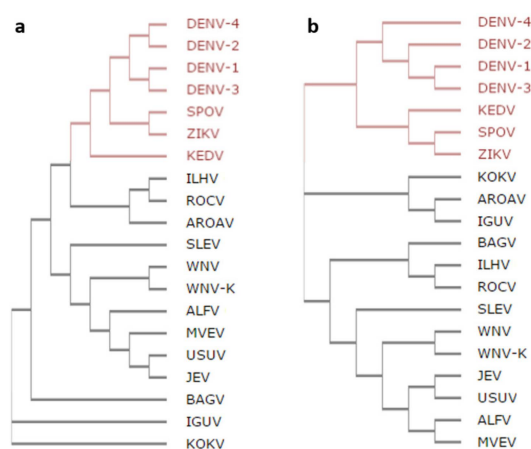 a
DENV-4
DENV-2
DENV-1
DENV-3
SPOV
ZIKV
KEDV
ILHV
ROCV
AROAV
SLEV
WNV
WNV-K
ALFV
MVEV
USUV
JEV
BAGV
IGUV
KOKV
b
DENV-4
DENV-2
DENV-1
DENV-3
KEDV
SPOV
ZIKV
KOKV
AROAV
IGUV
BAGV
ILHV
ROCV
SLEV
WNV
WNV-K
JEV
USUV
ALFV
MVEV